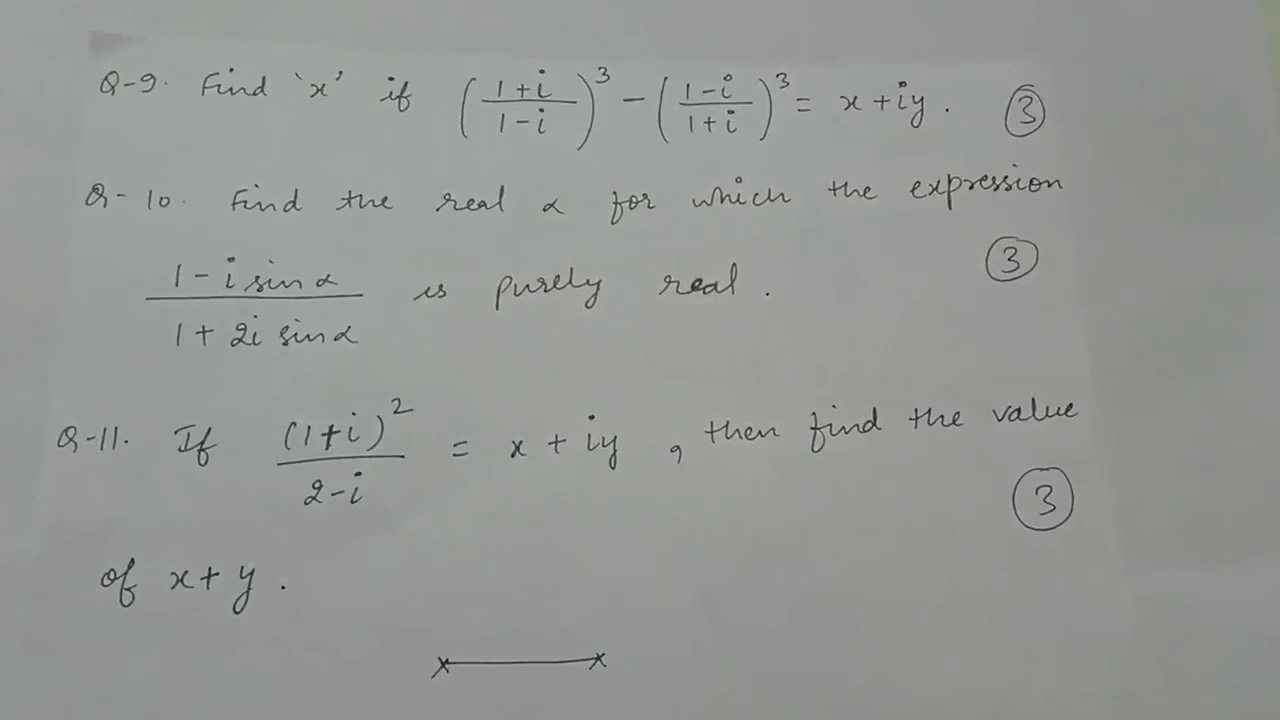 Q-9. Find 'x' if ((1+i)/(1-i))³ - ((1-i)/(1+i))³ = x + iy. (3)
Q-10. Find the real α for which the expression
(1 - i sinα)/(1 + 2i sinα) is purely real. (3)
Q-11. If (1+i)²/(2-i) = x + iy, then find the value (3)
of x + y.